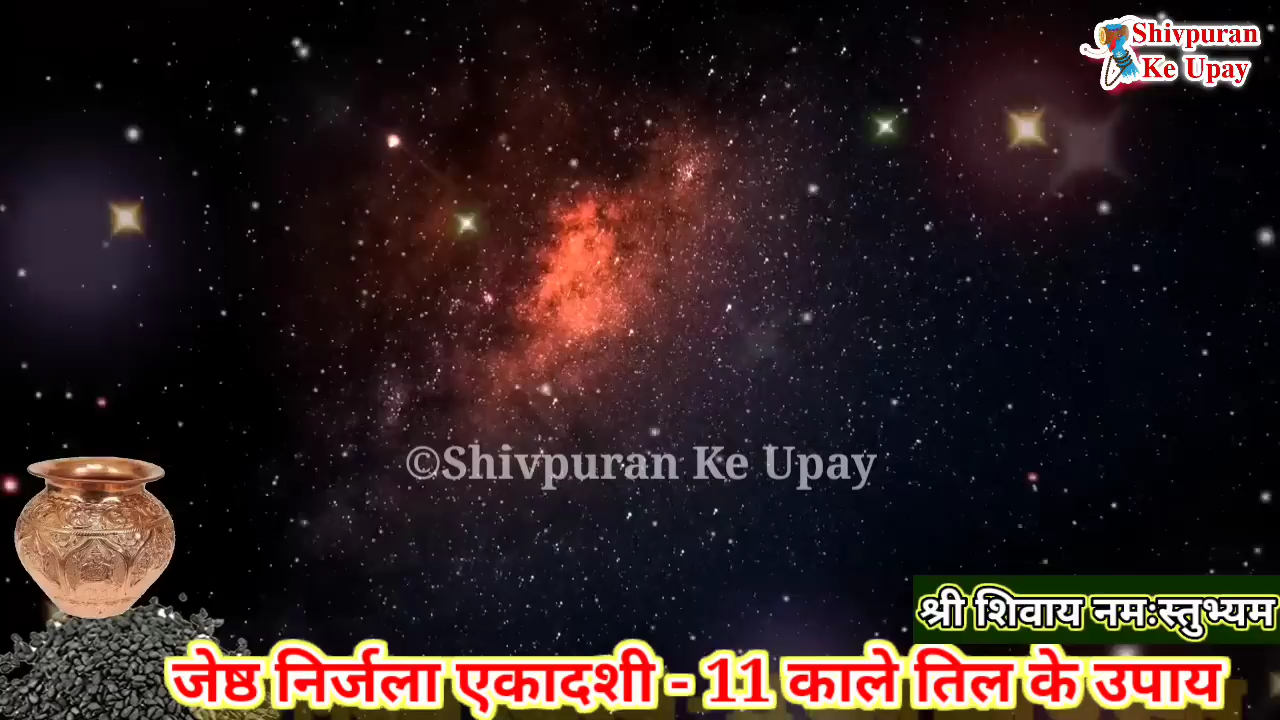 Shivpuran
Ke Upay
©Shivpuran Ke Upay
श्री शिवाय नमःस्तुभ्यम
जेष्ठ निर्जला एकादशी - 11 काले तिल के उपाय